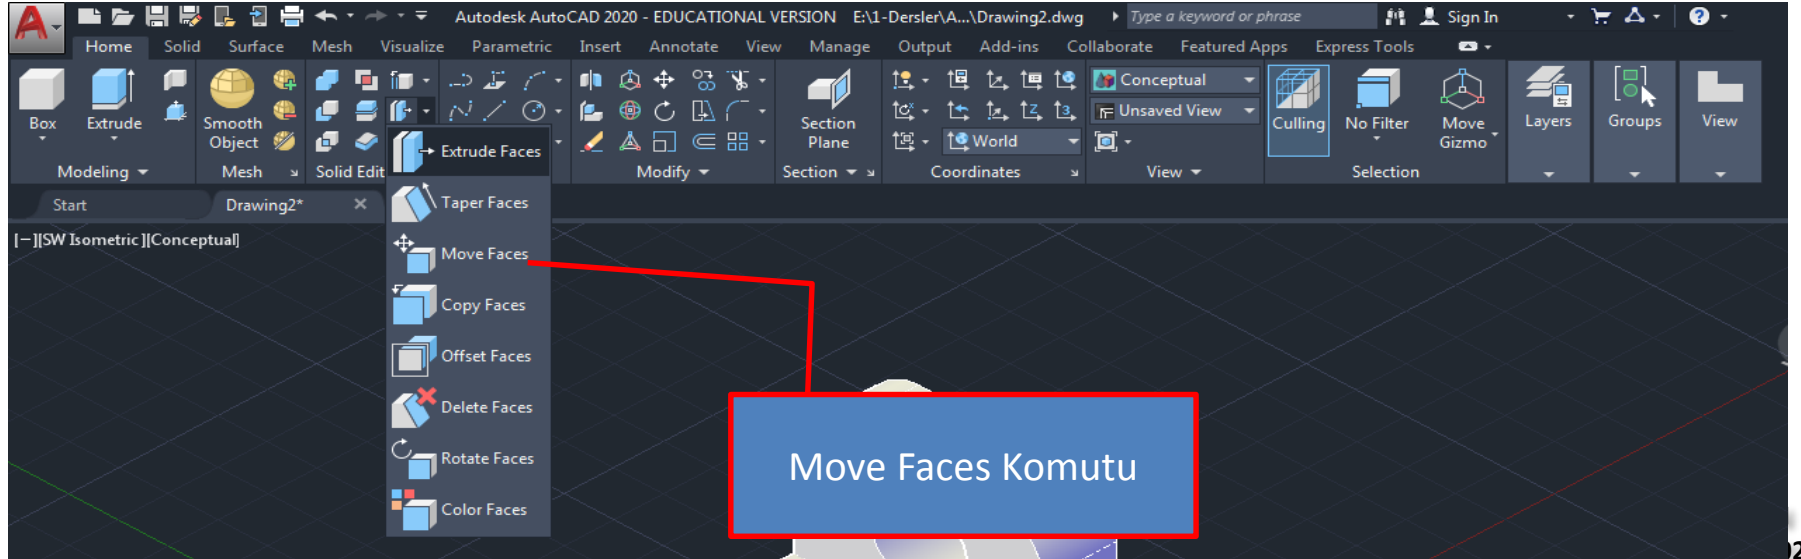 Autodesk AutoCAD 2020 - EDUCATIONAL VERSION E:\1-Dersler\A...\Drawing2.dwg Type a keyword or phrase Sign In
Home Solid Surface Mesh Visualize Parametric Insert Annotate View Manage Output Add-ins Collaborate Featured Apps Express Tools
Box Extrude Smooth Object Section Plane Conceptual Unsaved View World Culling No Filter Move Gizmo Layers Groups View
Modeling Mesh Solid Edit Modify Section Coordinates View Selection
Start Drawing2*
[−][SW Isometric][Conceptual]
Extrude Faces
Taper Faces
Move Faces
Copy Faces
Offset Faces
Delete Faces
Rotate Faces
Color Faces
Move Faces Komutu